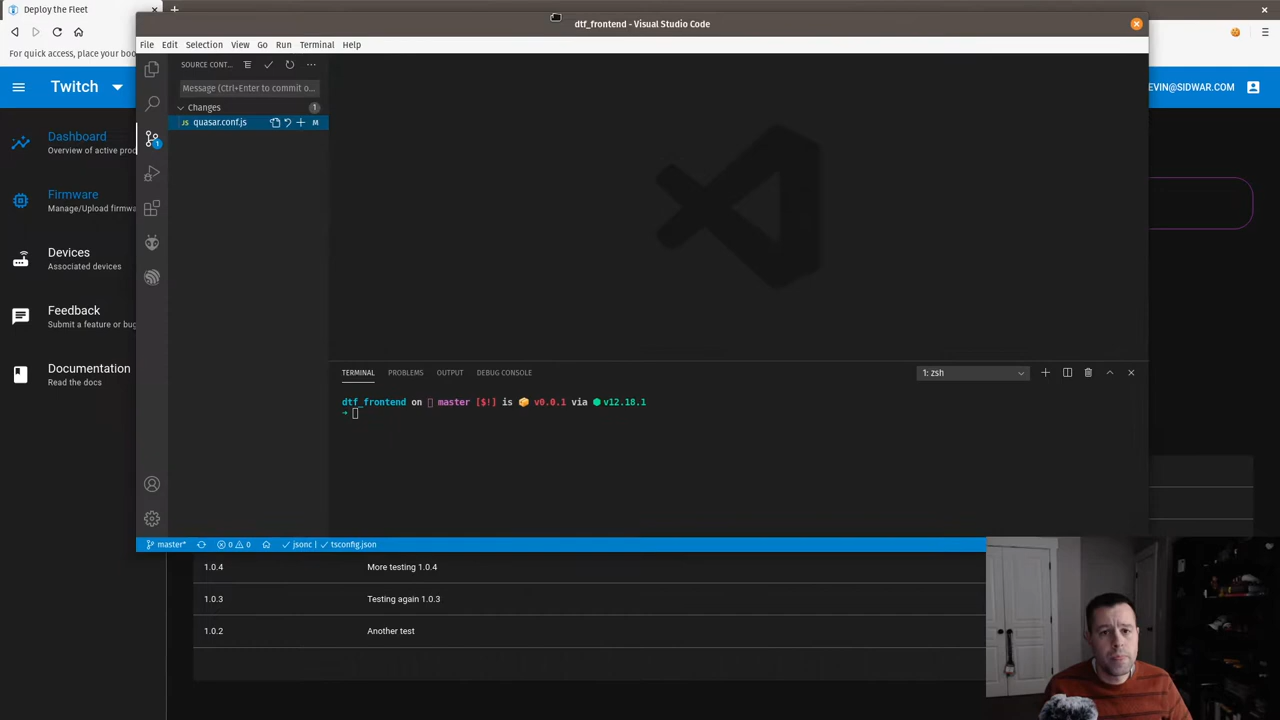 Deploy the Fleet
dtf_frontend - Visual Studio Code
File Edit Selection View Go Run Terminal Help
For quick access, place your boo
Twitch
EVIN@SIDWAR.COM
SOURCE CONT...
Message (Ctrl+Enter to commit o...
Changes 1
JS quasar.conf.js M
1
Dashboard
Overview of active proc
Firmware
Manage/Upload firmwa
Devices
Associated devices
Feedback
Submit a feature or bug
Documentation
Read the docs
TERMINAL PROBLEMS OUTPUT DEBUG CONSOLE 1: zsh
dtf_frontend on master [$!] is v0.0.1 via v12.18.1
master* 0 0 jsonc | tsconfig.json
1.0.4 More testing 1.0.4
1.0.3 Testing again 1.0.3
1.0.2 Another test